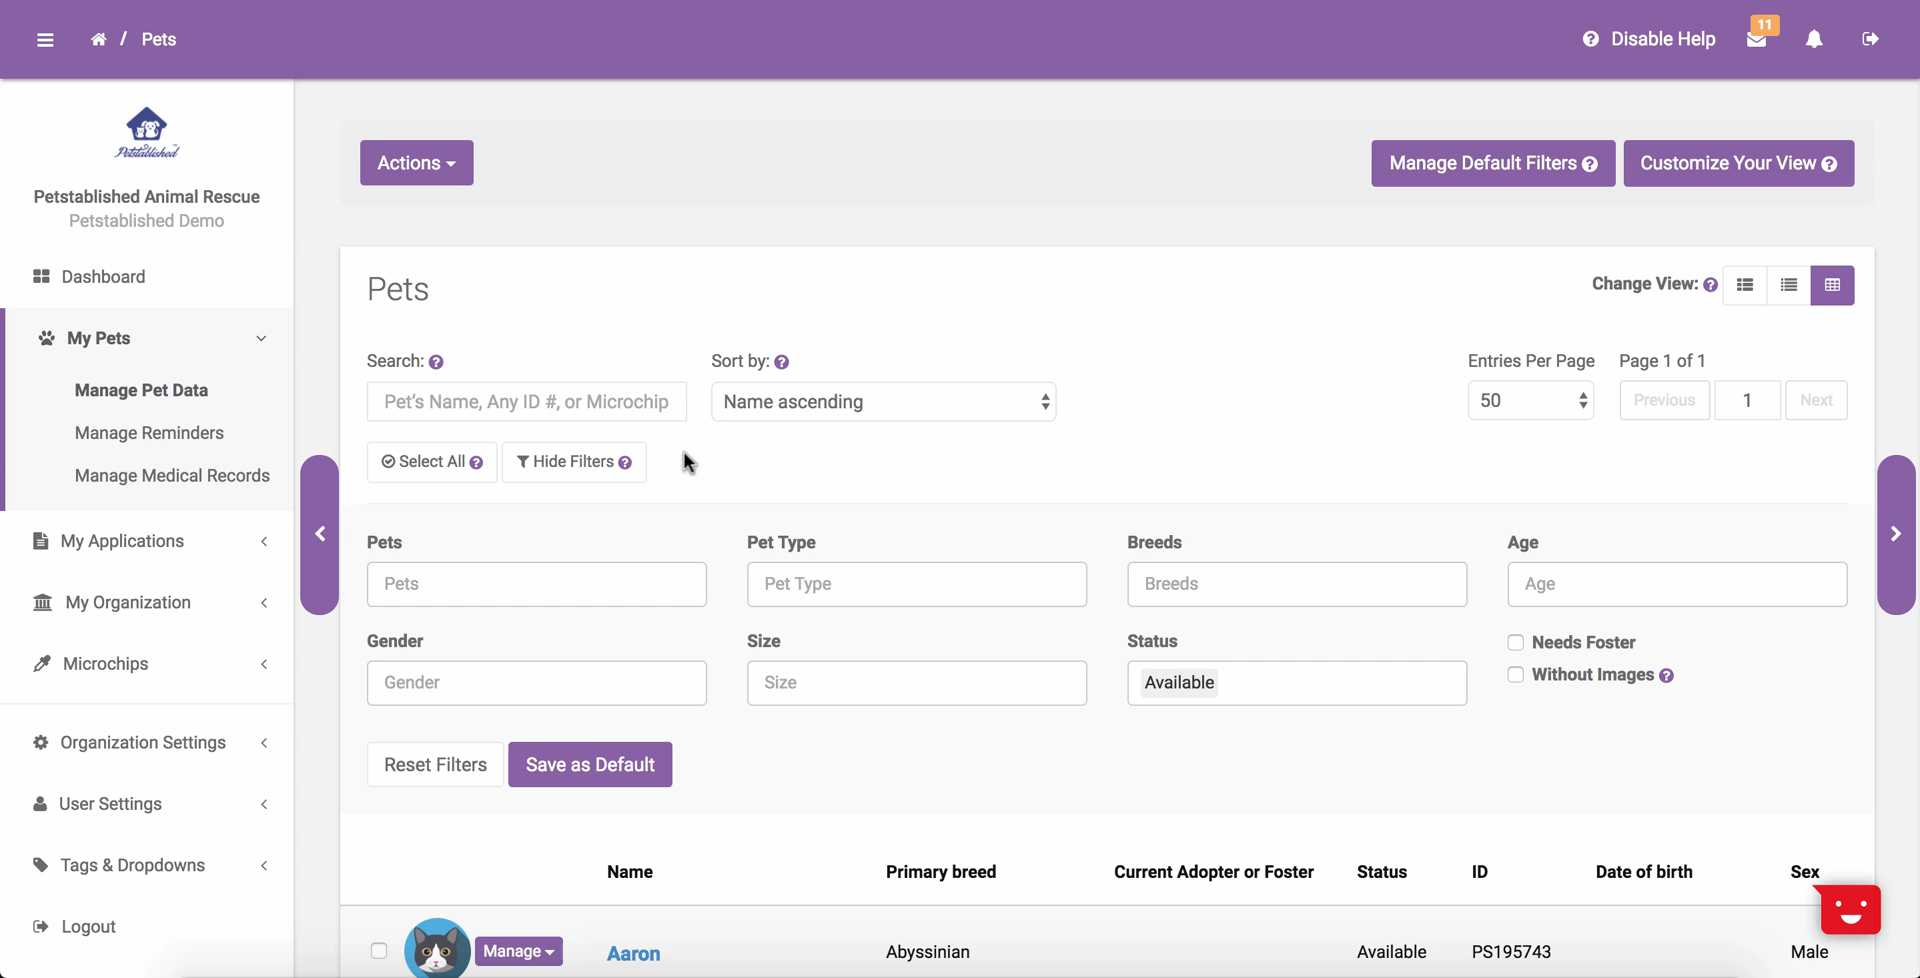 / Pets
Disable Help
11
Petstablished
Petstablished Animal Rescue
Petstablished Demo
Dashboard
My Pets
Manage Pet Data
Manage Reminders
Manage Medical Records
My Applications
My Organization
Microchips
Organization Settings
User Settings
Tags & Dropdowns
Logout
Actions
Manage Default Filters ?
Customize Your View ?
Pets
Change View: ?
Search: ?
Sort by: ?
Entries Per Page
Page 1 of 1
Pet's Name, Any ID #, or Microchip
Name ascending
50
Previous
1
Next
Select All ?
Hide Filters ?
Pets
Pet Type
Breeds
Age
Pets
Pet Type
Breeds
Age
Gender
Size
Status
Needs Foster
Gender
Size
Available
Without Images ?
Reset Filters
Save as Default
Name
Primary breed
Current Adopter or Foster
Status
ID
Date of birth
Sex
Manage
Aaron
Abyssinian
Available
PS195743
Male